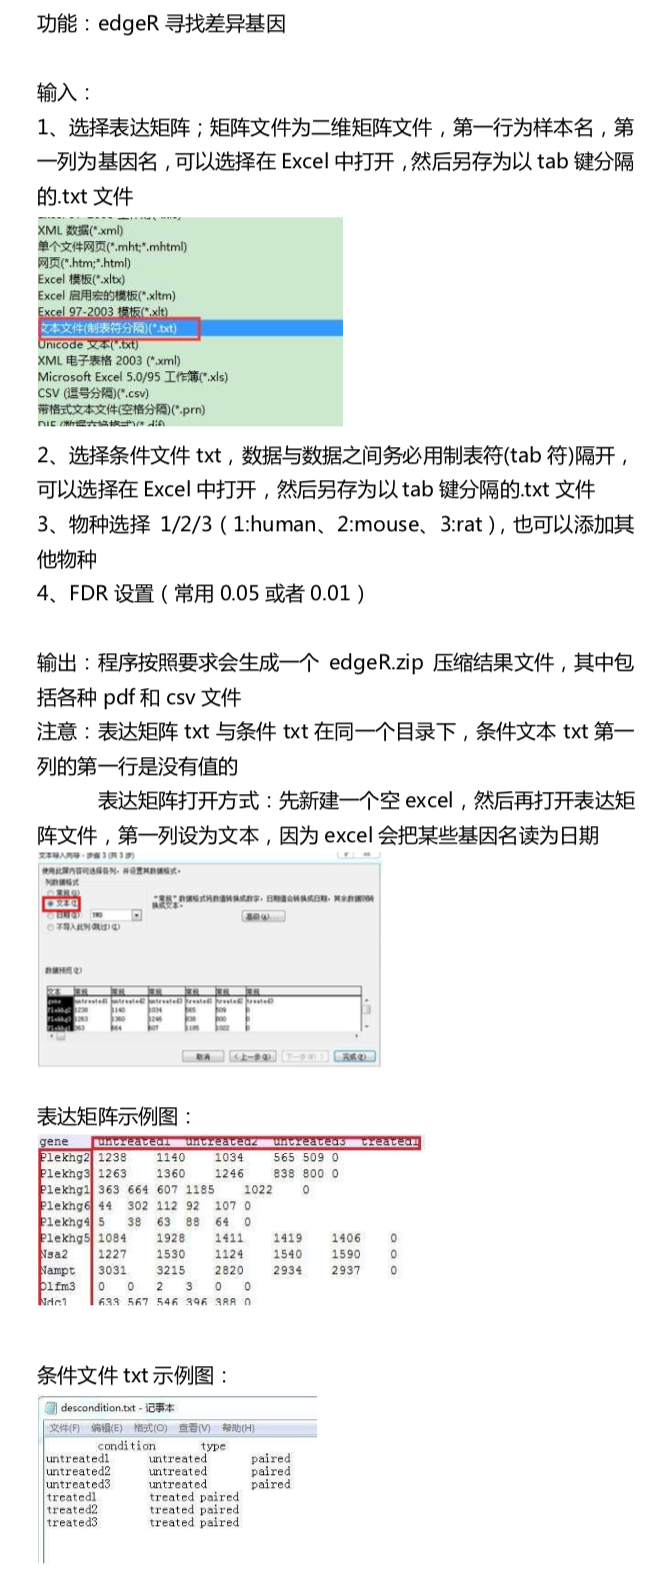 功能：edgeR 寻找差异基因
输入：
1、选择表达矩阵；矩阵文件为二维矩阵文件，第一行为样本名，第
一列为基因名，可以选择在 Excel 中打开，然后另存为以 tab 键分隔
的.txt 文件
XML 数据(*.xml)
单个文件网页(*.mht;*.mhtml)
网页(*.htm;*.html)
Excel 模板(*.xltx)
Excel 启用宏的模板(*.xltm)
Excel 97-2003 模板(*.xlt)
文本文件(制表符分隔)(*.txt)
Unicode 文本(*.txt)
XML 电子表格 2003 (*.xml)
Microsoft Excel 5.0/95 工作簿(*.xls)
CSV (逗号分隔)(*.csv)
带格式文本文件(空格分隔)(*.prn)
DIF (数据交换格式)(*.dif)
2、选择条件文件 txt，数据与数据之间务必用制表符(tab 符)隔开，
可以选择在 Excel 中打开，然后另存为以 tab 键分隔的.txt 文件
3、物种选择 1/2/3（1:human、2:mouse、3:rat），也可以添加其
他物种
4、FDR 设置（常用 0.05 或者 0.01）
输出：程序按照要求会生成一个 edgeR.zip 压缩结果文件，其中包
括各种 pdf 和 csv 文件
注意：表达矩阵 txt 与条件 txt 在同一个目录下，条件文本 txt 第一
列的第一行是没有值的
表达矩阵打开方式：先新建一个空 excel，然后再打开表达矩
阵文件，第一列设为文本，因为 excel 会把某些基因名读为日期
文本导入向导 - 步骤 3 (共 3 步)
使用此屏内容可选择各列，并设置其数据格式。
列数据格式
常规(G)
文本(T)
日期(D): YMD
不导入此列(跳过)(I)
"常规"数据格式将数值转换成数字，日期值会转换成日期，其余数据则转
换成文本。
高级(A)...
数据预览(P)
文本 常规 常规 常规 常规 常规 常规
gene untreated1 untreated2 untreated3 treated1 treated2 treated3
Plekhg2 1238 1140 1034 565 509 0
Plekhg3 1263 1360 1246 838 800 0
Plekhg1 363 664 607 1185 1022 0
取消 <上一步(B) 下一步(N)> 完成(F)
表达矩阵示例图：
gene untreated1 untreated2 untreated3 treated1
Plekhg2 1238 1140 1034 565 509 0
Plekhg3 1263 1360 1246 838 800 0
Plekhg1 363 664 607 1185 1022 0
Plekhg6 44 302 112 92 107 0
Plekhg4 5 38 63 88 64 0
Plekhg5 1084 1928 1411 1419 1406 0
Nsa2 1227 1530 1124 1540 1590 0
Nampt 3031 3215 2820 2934 2937 0
Olfm3 0 0 2 3 0 0
Ndc1 633 567 546 396 388 0
条件文件 txt 示例图：
descondition.txt - 记事本
文件(F) 编辑(E) 格式(O) 查看(V) 帮助(H)
condition type
untreated1 untreated paired
untreated2 untreated paired
untreated3 untreated paired
treated1 treated paired
treated2 treated paired
treated3 treated paired